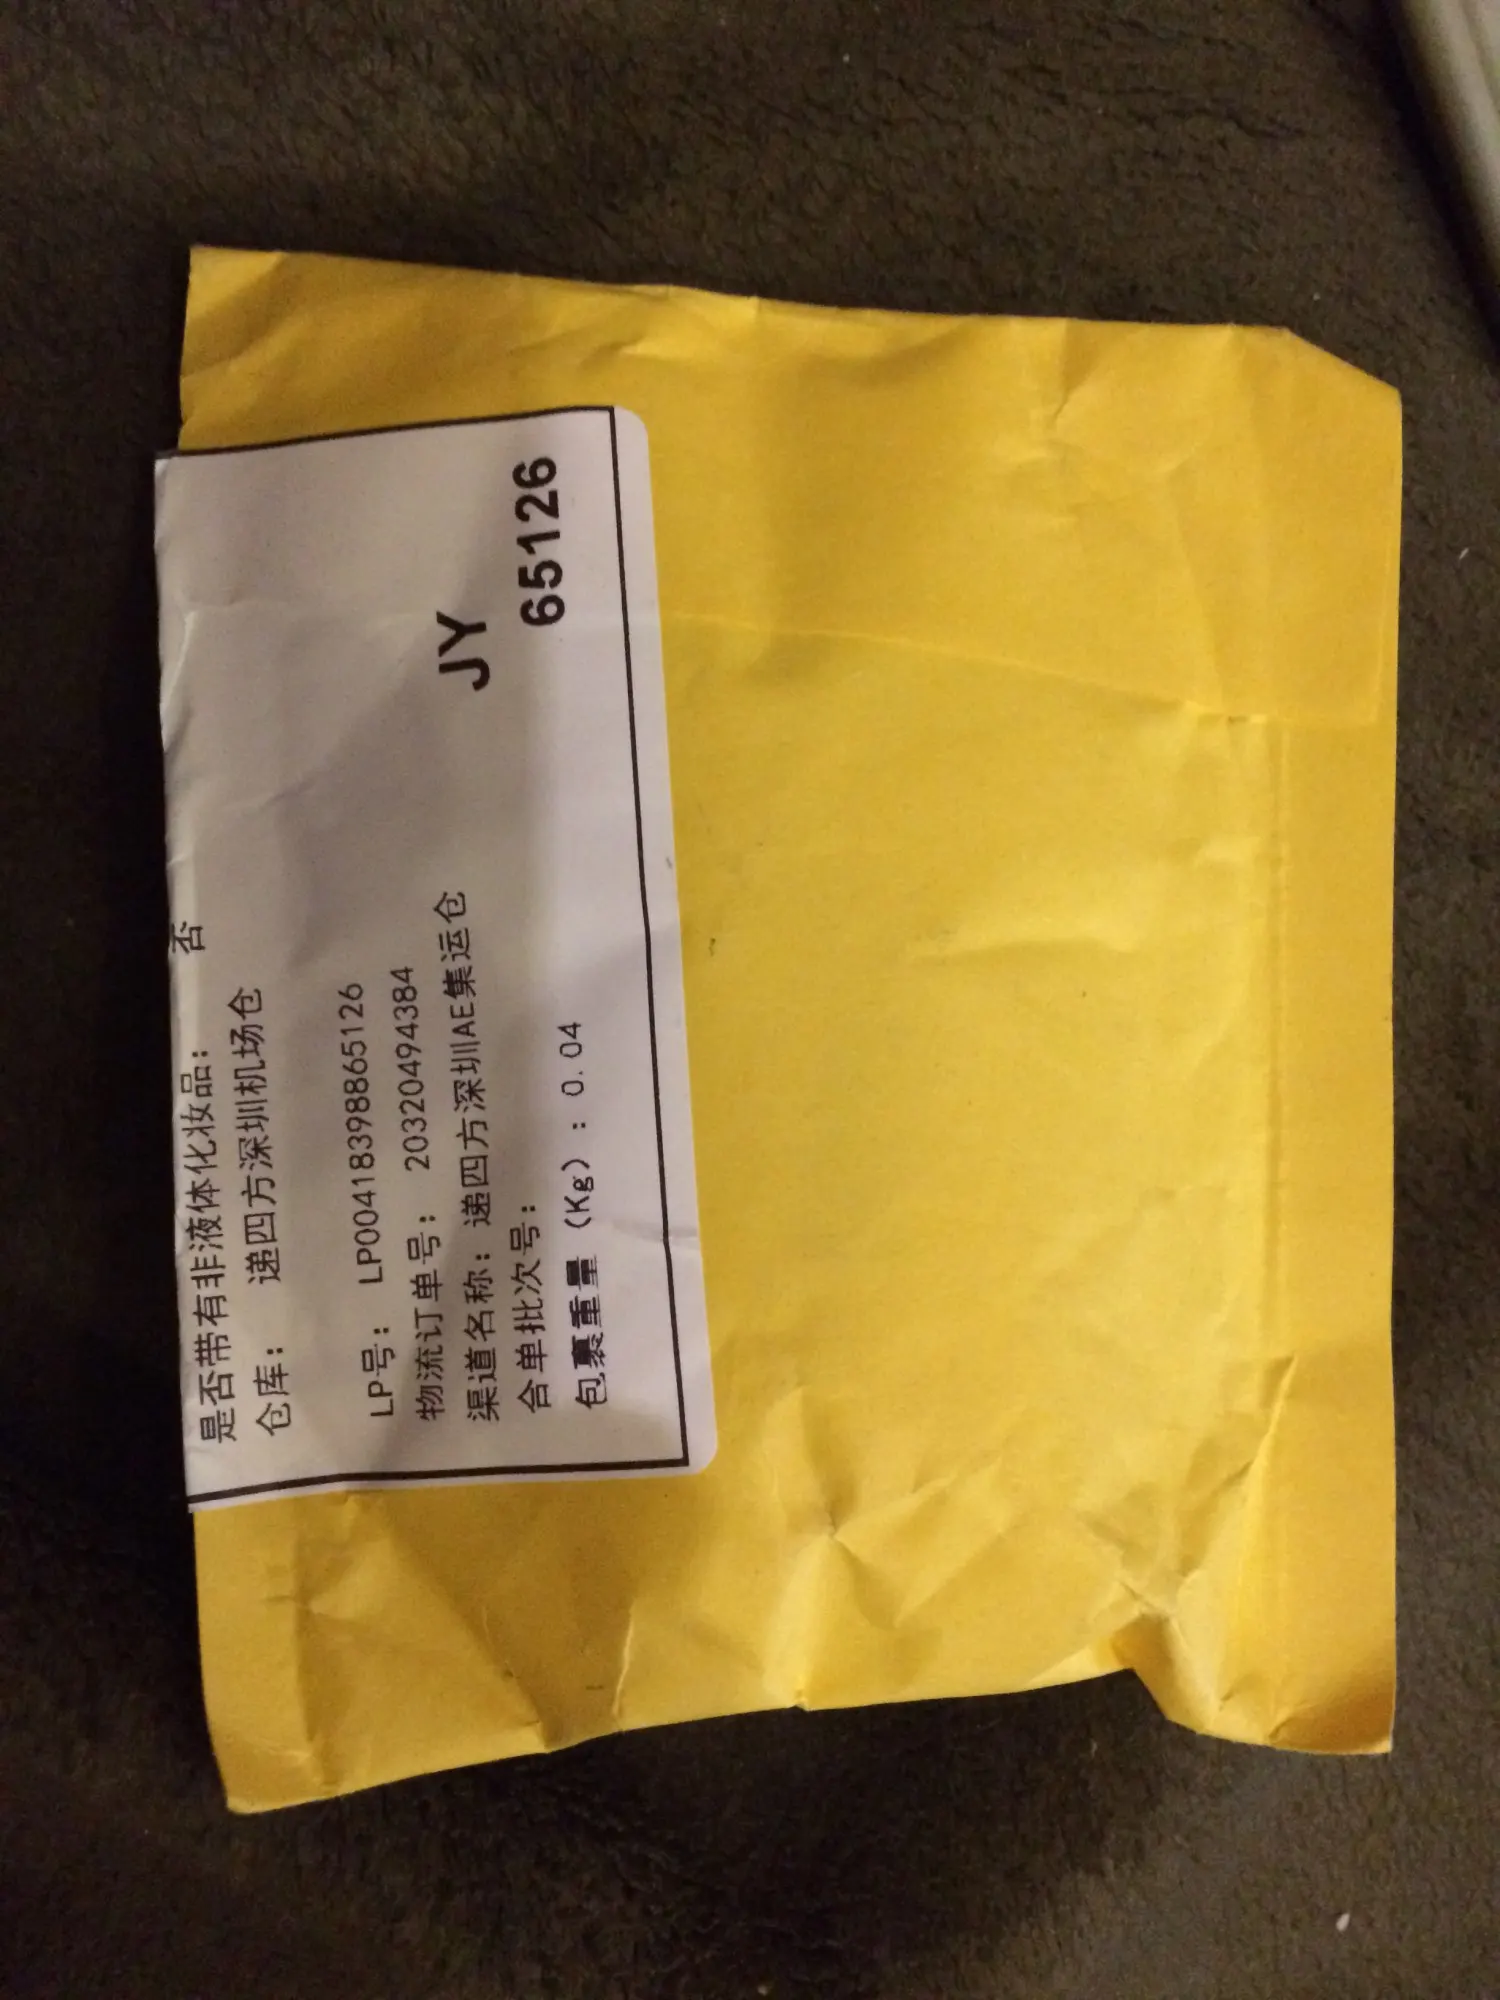 是否带有非液体化妆品: 否
仓库: 递四方深圳机场仓
LP号: LP00418398865126
物流订单号: 20320494384
渠道名称: 递四方深圳AE集运仓
合单批次号:
包裹重量 (Kg) : 0.04
JY
65126